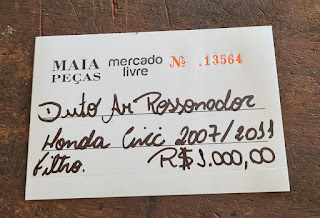 MAIA PEÇAS mercado livre Nº .13564
Duto Ar Ressonador
Honda Civic 2007/2011
Filtro. R$ 1.000,00